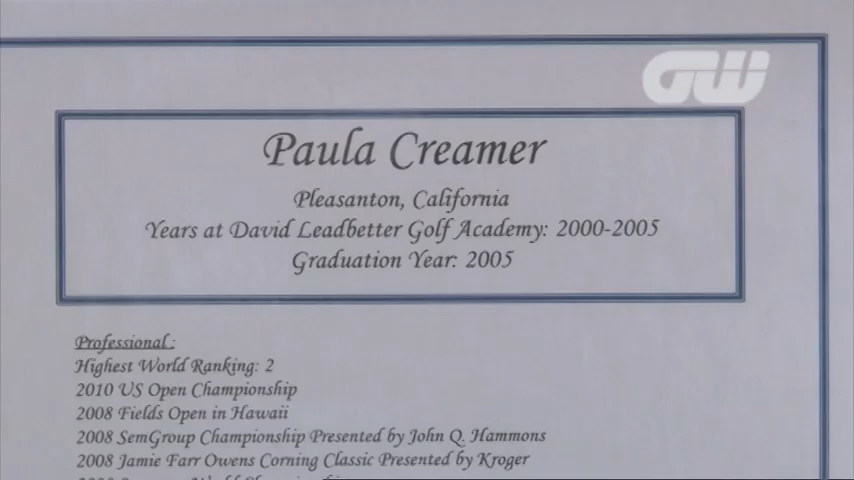 GW
Paula Creamer
Pleasanton, California
Years at David Leadbetter Golf Academy: 2000-2005
Graduation Year: 2005
Professional:
Highest World Ranking: 2
2010 US Open Championship
2008 Fields Open in Hawaii
2008 SemGroup Championship Presented by John Q. Hammons
2008 Jamie Farr Owens Corning Classic Presented by Kroger